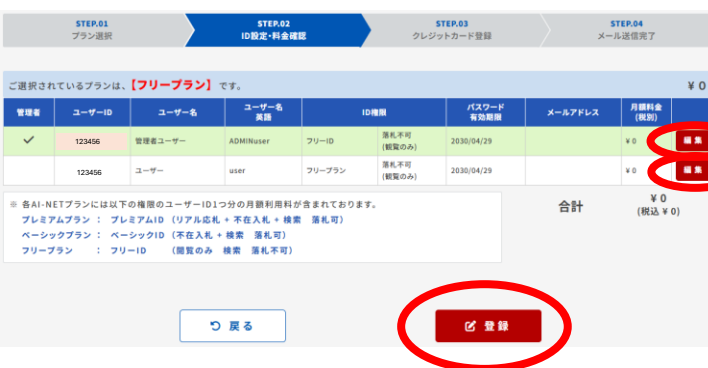 STEP.01 STEP.02 STEP.03 STEP.04
プラン選択 ID設定・料金確認 クレジットカード登録 メール送信完了
ご選択されているプランは、【フリープラン】です。 ¥0
管理者 ユーザーID ユーザー名 ユーザー名英語 ID権限 パスワード有効期限 メールアドレス 月額料金(税別)
✓ 123456 管理者ユーザー ADMINuser フリーID 落札不可(観覧のみ) 2030/04/29 ¥0 編集
123456 ユーザー user フリープラン 落札不可(観覧のみ) 2030/04/29 ¥0 編集
※ 各AI-NETプランには以下の権限のユーザーID1つ分の月額利用料が含まれております。
プレミアムプラン : プレミアムID (リアル応札 + 不在入札 + 検索 落札可)
ベーシックプラン : ベーシックID (不在入札 + 検索 落札可)
フリープラン : フリーID (閲覧のみ 検索 落札不可)
合計 ¥0
(税込 ¥0)
戻る 登録